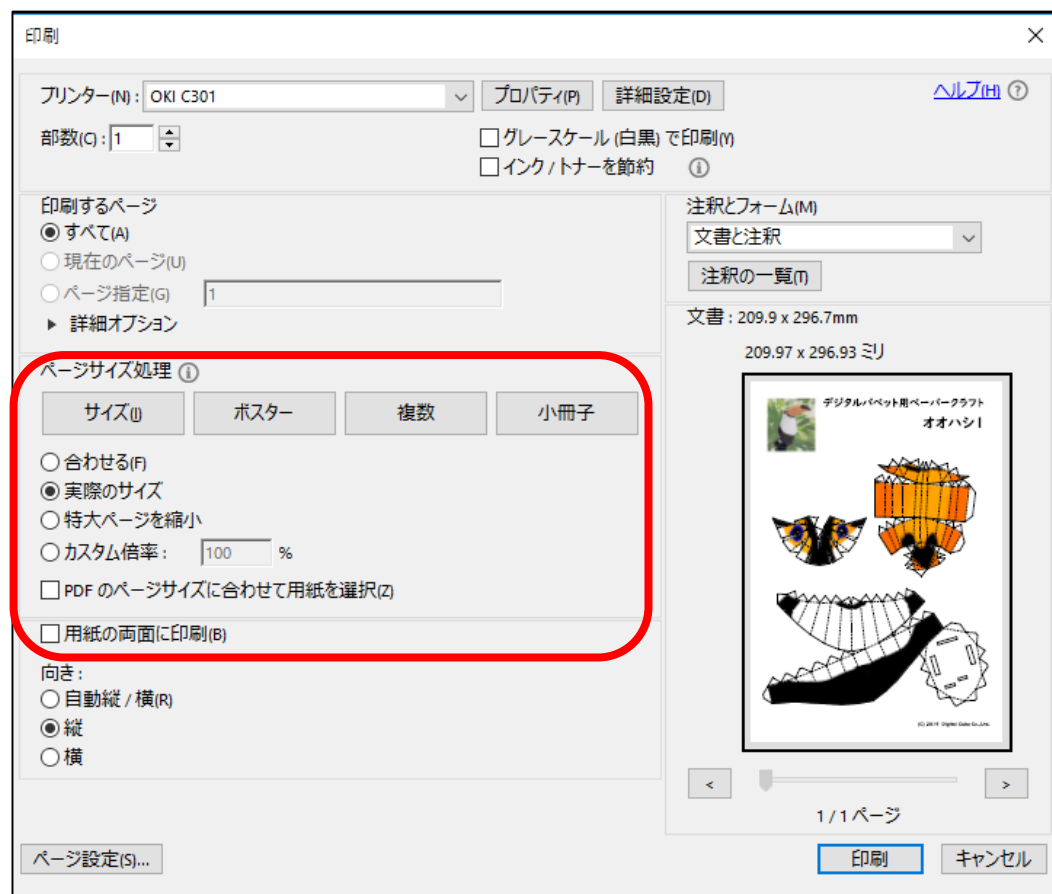 印刷
プリンター(N): OKI C301 プロパティ(P) 詳細設定(D) ヘルプ(H)
部数(C): 1 グレースケール (白黒) で印刷(Y)
インク / トナーを節約
印刷するページ
すべて(A)
現在のページ(U)
ページ指定(G) 1
詳細オプション
注釈とフォーム(M)
文書と注釈
注釈の一覧(T)
ページサイズ処理
サイズ(I) ポスター 複数 小冊子
合わせる(F)
実際のサイズ
特大ページを縮小
カスタム倍率: 100 %
PDF のページサイズに合わせて用紙を選択(Z)
用紙の両面に印刷(B)
向き:
自動縦 / 横(R)
縦
横
文書: 209.9 x 296.7mm
209.97 x 296.93 ミリ
デジタルパペット用ペーパークラフト
オオハシ1
< >
1 / 1 ページ
ページ設定(S)... 印刷 キャンセル